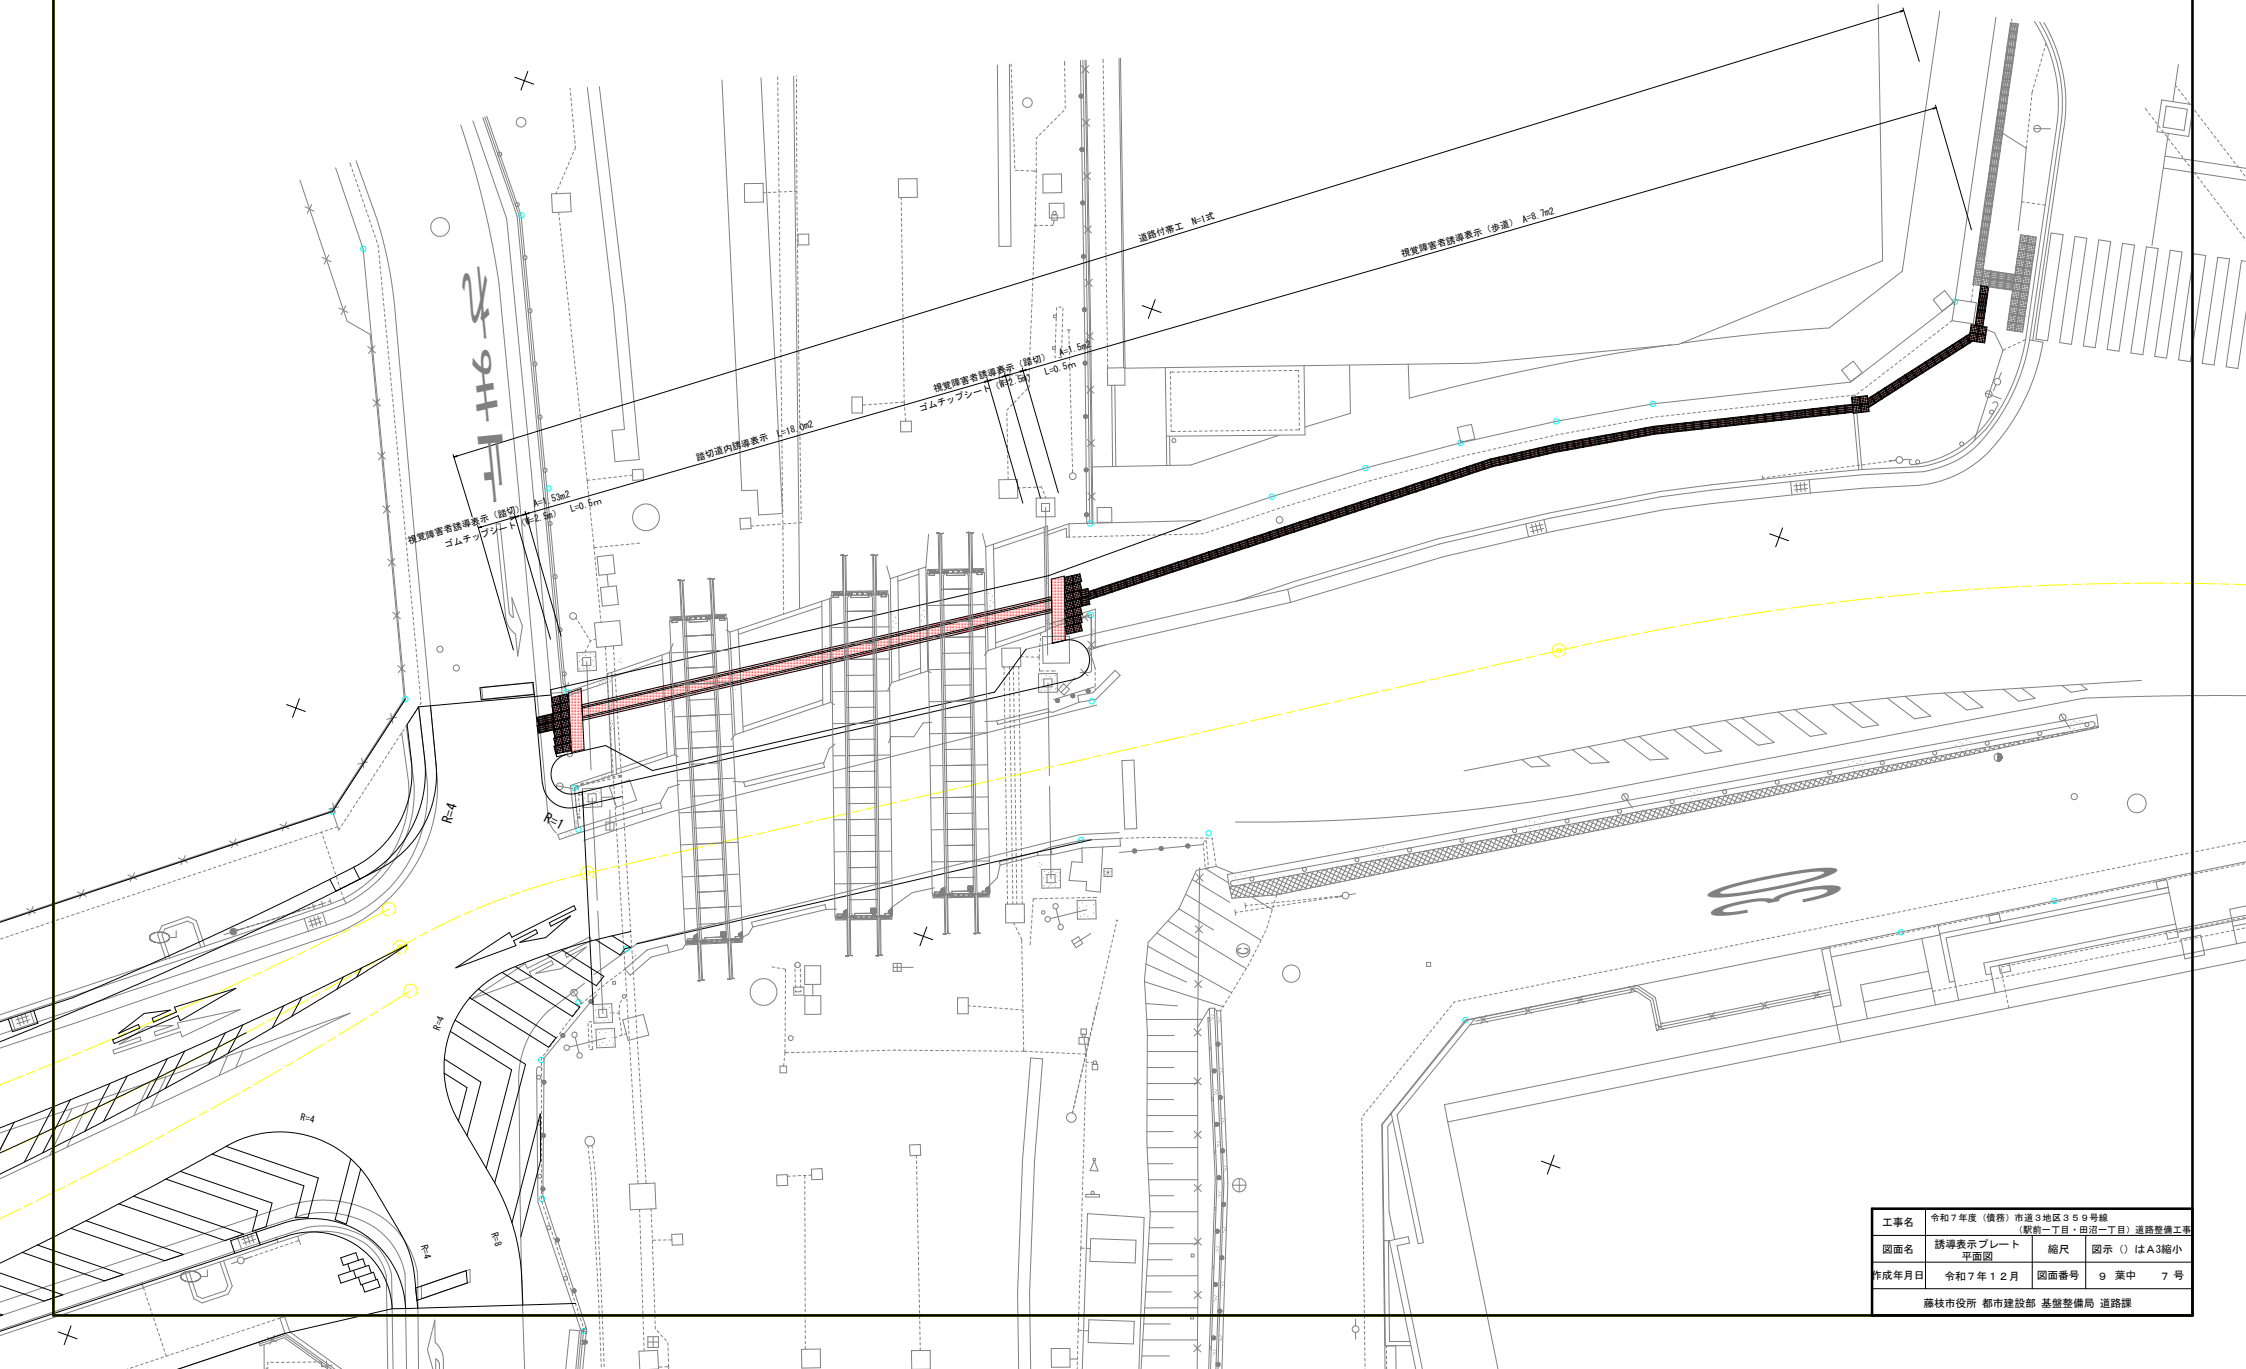 道路付帯工 N=1式
視覚障害者誘導表示（歩道） A=8.7m2
視覚障害者誘導表示（踏切） A=1.5m2
ゴムチップシート（W=2.5m） L=0.5m
踏切道内誘導表示 L=18.0m2
視覚障害者誘導表示（踏切） A=1.53m2
ゴムチップシート（W=2.5m） L=0.5m
R=4
R=1
R=4
R=4
R=4
R=8
工事名 令和７年度（債務）市道３地区３５９号線
（駅前一丁目・田沼一丁目）道路整備工事
図面名 誘導表示プレート
平面図
縮尺 図示（）はA3縮小
作成年月日 令和７年１２月 図面番号 ９ 葉中 ７ 号
藤枝市役所 都市建設部 基盤整備局 道路課